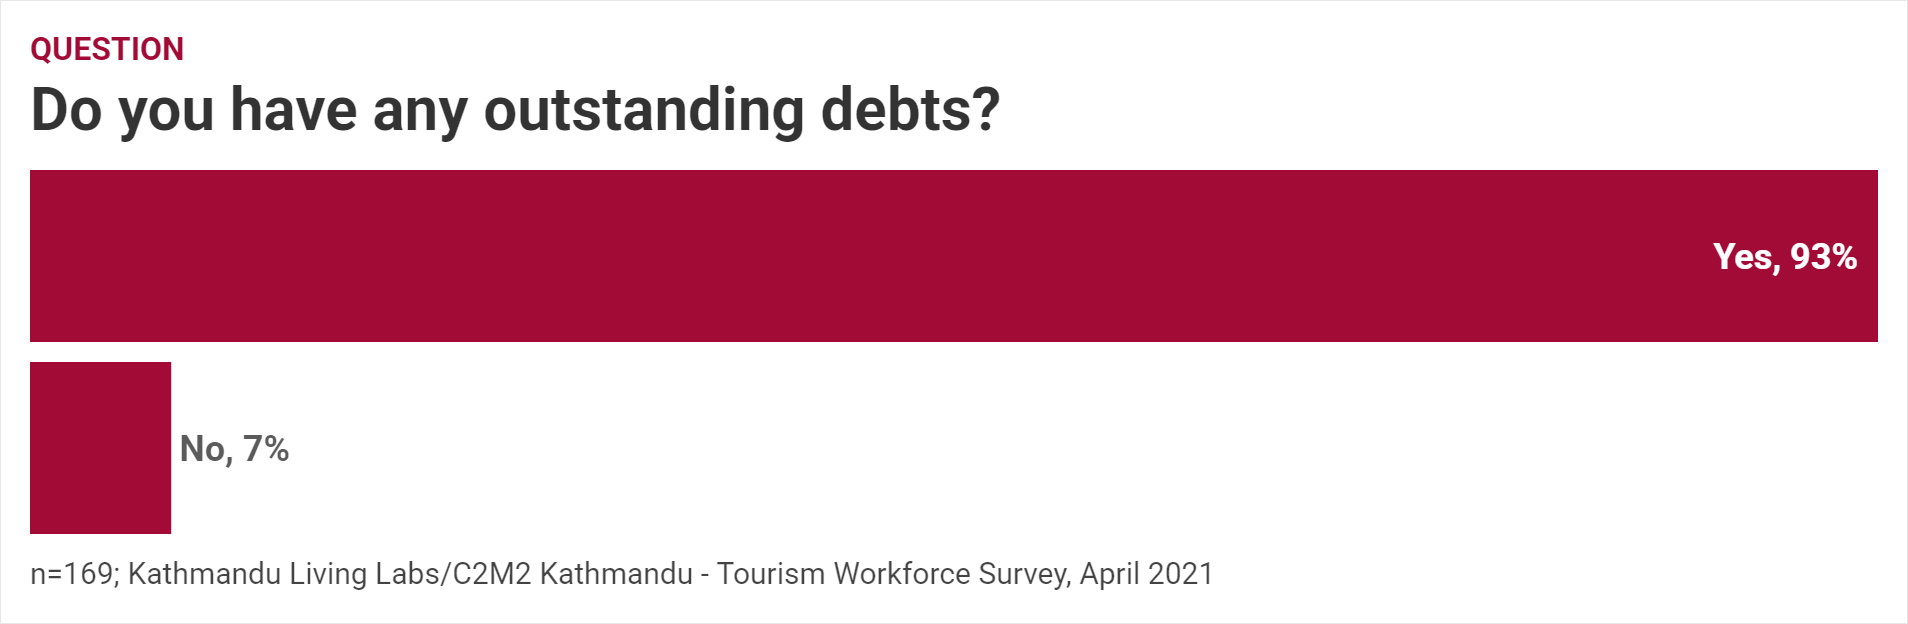 QUESTION
Do you have any outstanding debts?
Yes, 93%
No, 7%
n=169; Kathmandu Living Labs/C2M2 Kathmandu - Tourism Workforce Survey, April 2021